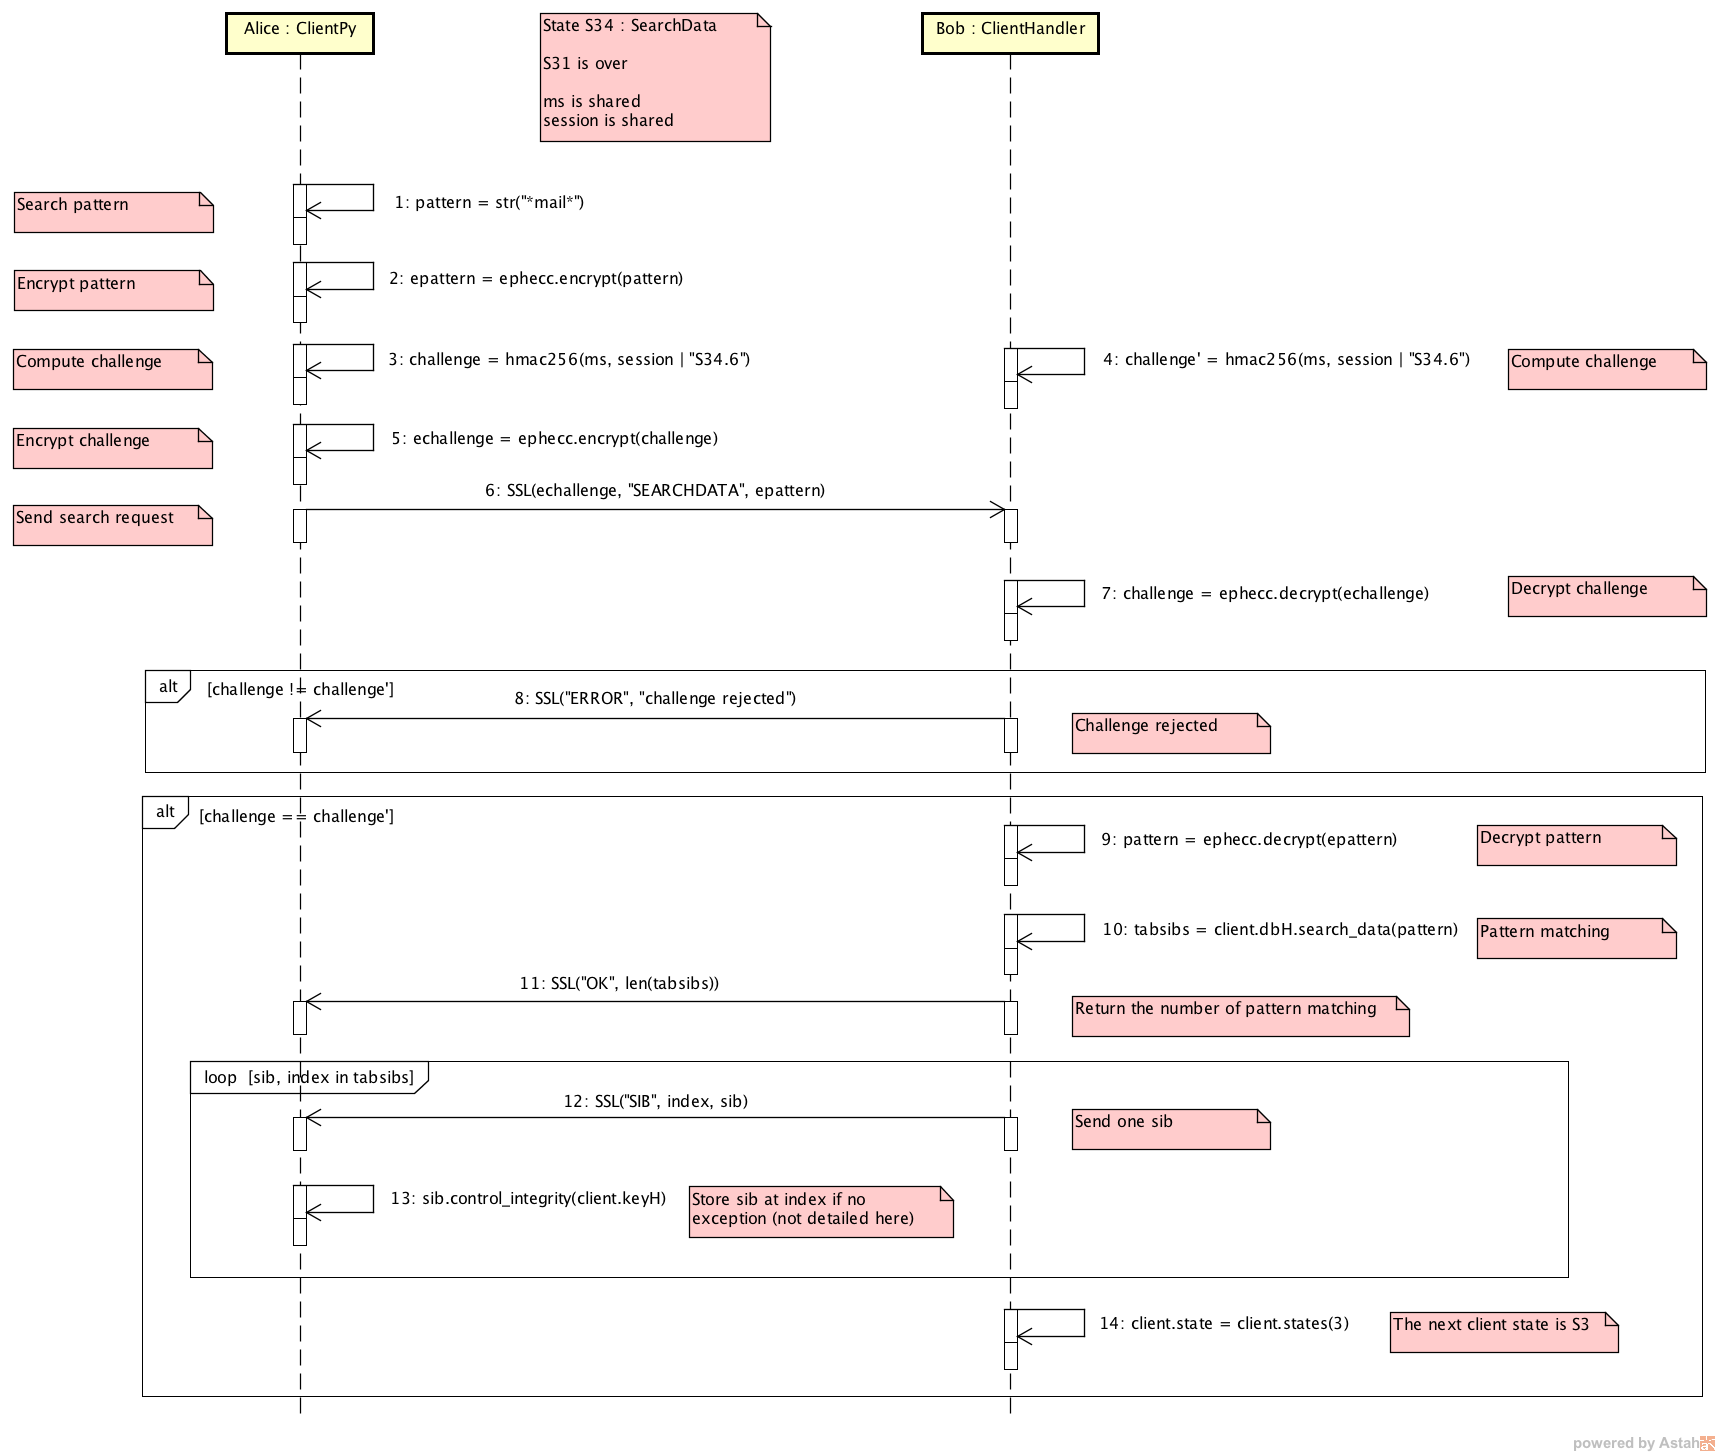 Alice : ClientPy
State S34 : SearchData
S31 is over
ms is shared
session is shared
Bob : ClientHandler
Search pattern
1: pattern = str("*mail*")
Encrypt pattern
2: epattern = ephecc.encrypt(pattern)
Compute challenge
3: challenge = hmac256(ms, session | "S34.6")
4: challenge' = hmac256(ms, session | "S34.6")
Compute challenge
Encrypt challenge
5: echallenge = ephecc.encrypt(challenge)
Send search request
6: SSL(echallenge, "SEARCHDATA", epattern)
7: challenge = ephecc.decrypt(echallenge)
Decrypt challenge
alt
[challenge != challenge']
8: SSL("ERROR", "challenge rejected")
Challenge rejected
alt
[challenge == challenge']
9: pattern = ephecc.decrypt(epattern)
Decrypt pattern
10: tabsibs = client.dbH.search_data(pattern)
Pattern matching
11: SSL("OK", len(tabsibs))
Return the number of pattern matching
loop [sib, index in tabsibs]
12: SSL("SIB", index, sib)
Send one sib
13: sib.control_integrity(client.keyH)
Store sib at index if no
exception (not detailed here)
14: client.state = client.states(3)
The next client state is S3
powered by Astah